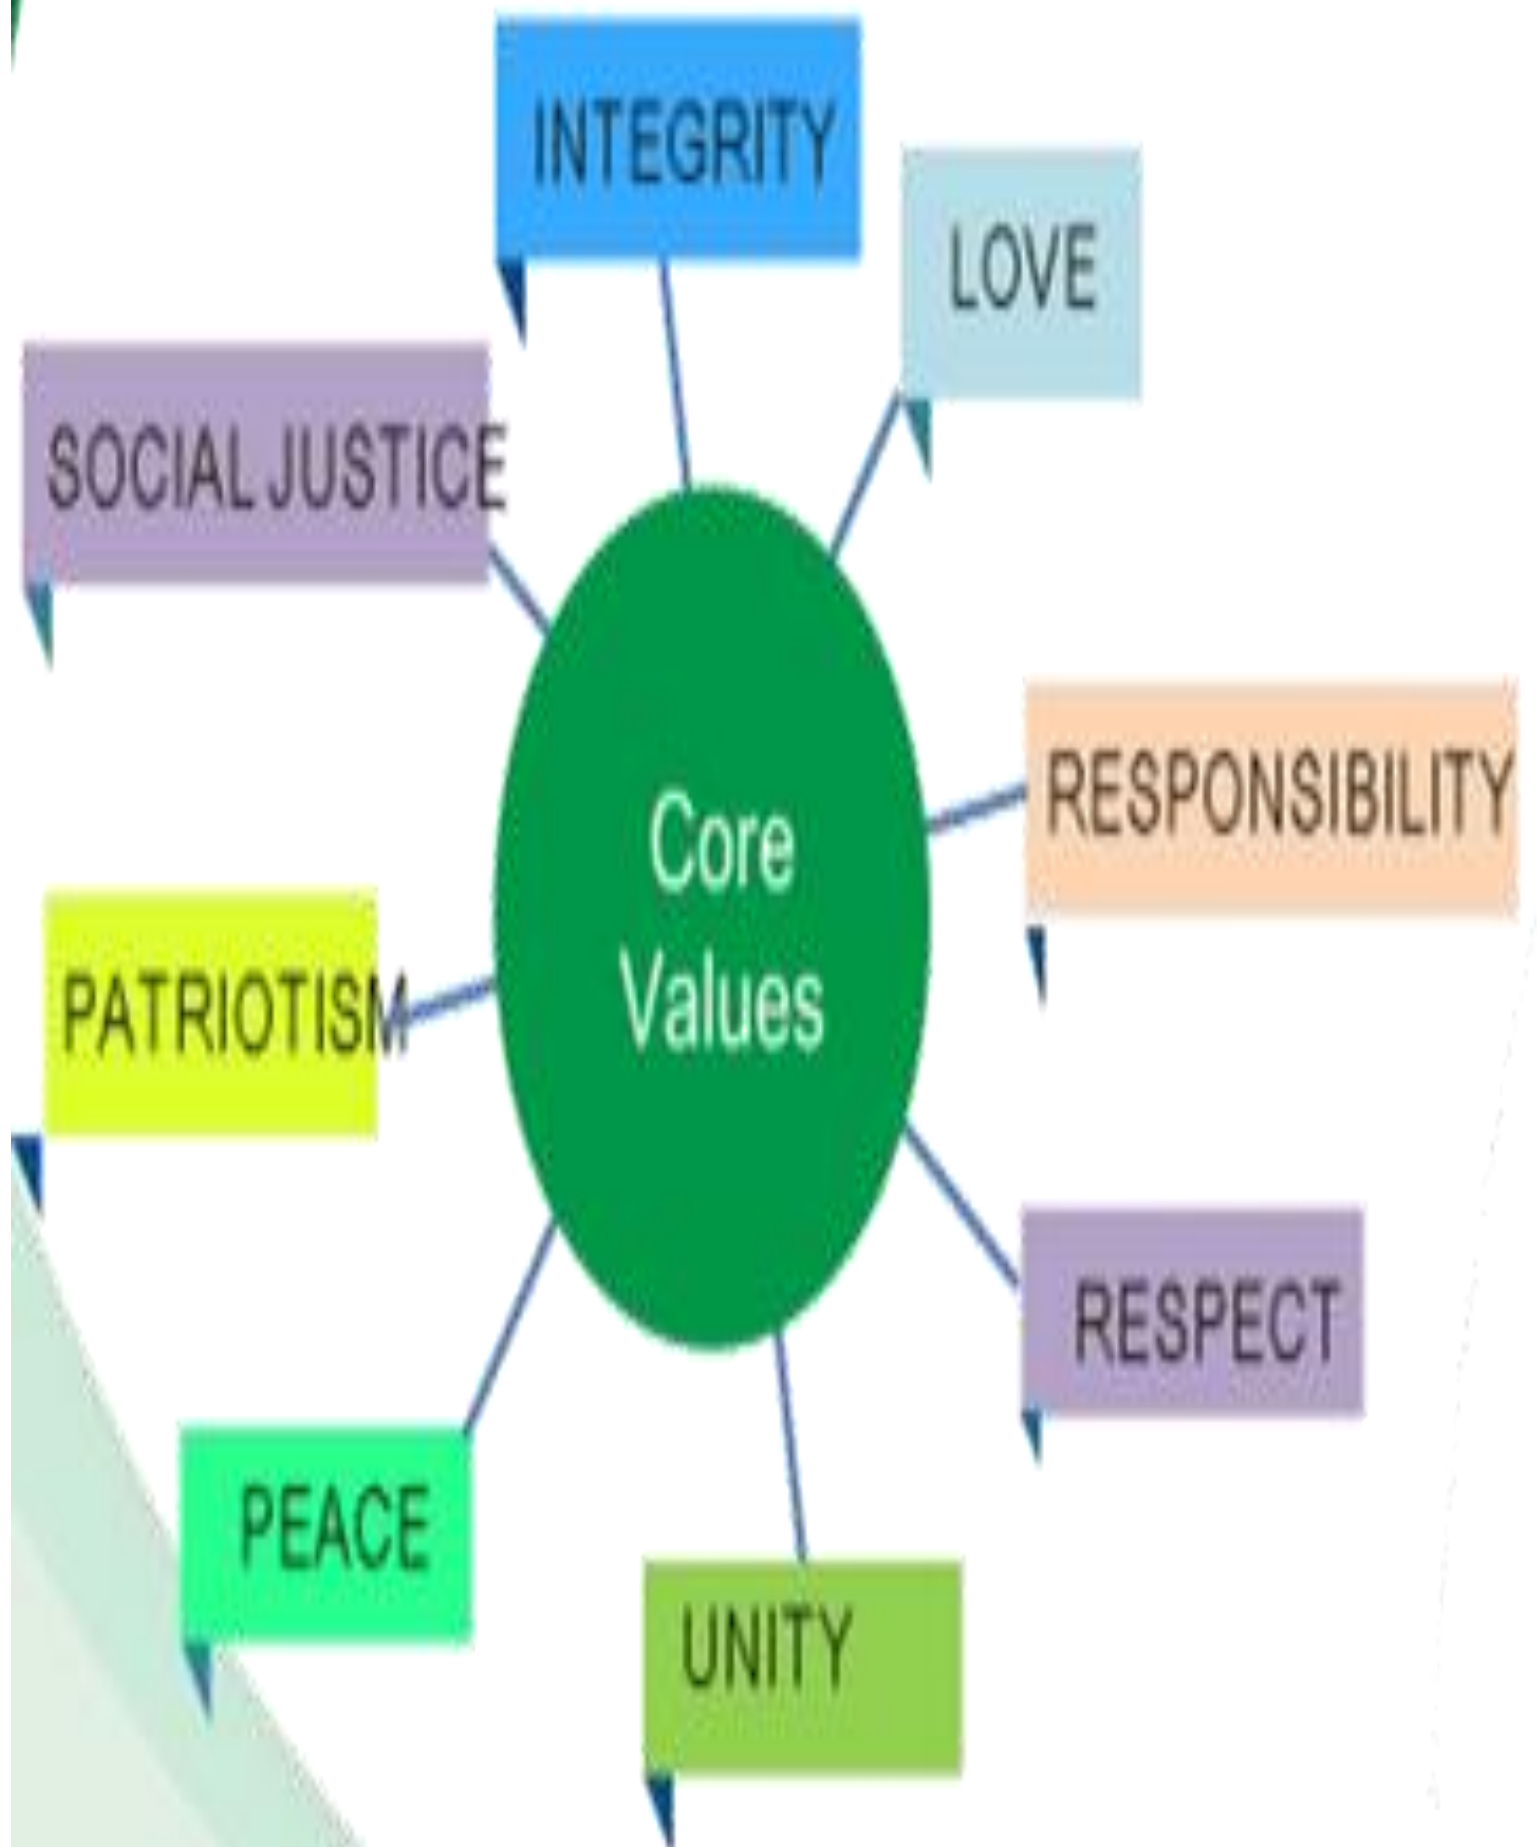 INTEGRITY
LOVE
SOCIAL JUSTICE
RESPONSIBILITY
Core
Values
PATRIOTISM
RESPECT
PEACE
UNITY